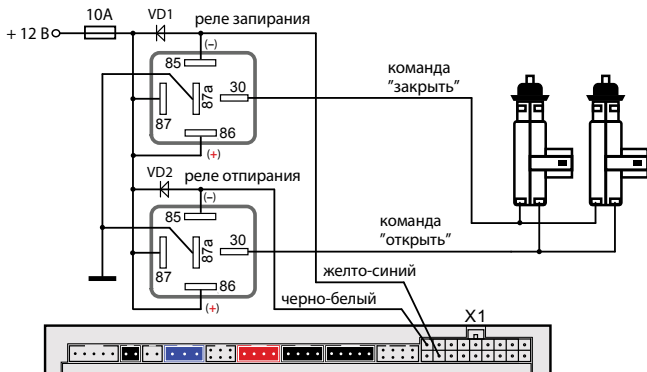 10А
VD1
реле запирания
+ 12 В
(–)
85
30
87а
87
86
(+)
команда
"закрыть"
VD2
реле отпирания
(–)
85
30
87а
87
86
(+)
команда
"открыть"
желто-синий
черно-белый
X1